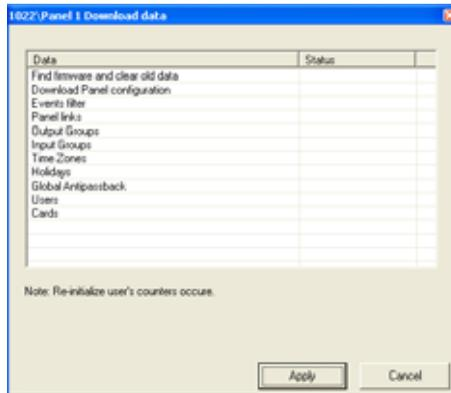 1022\Panel 1 Download data
Data Status
Find firmware and clear old data
Download Panel configuration
Events filter
Panel links
Output Groups
Input Groups
Time Zones
Holidays
Global Antipassback
Users
Cards
Note: Re-initialize user's counters occure.
Apply Cancel